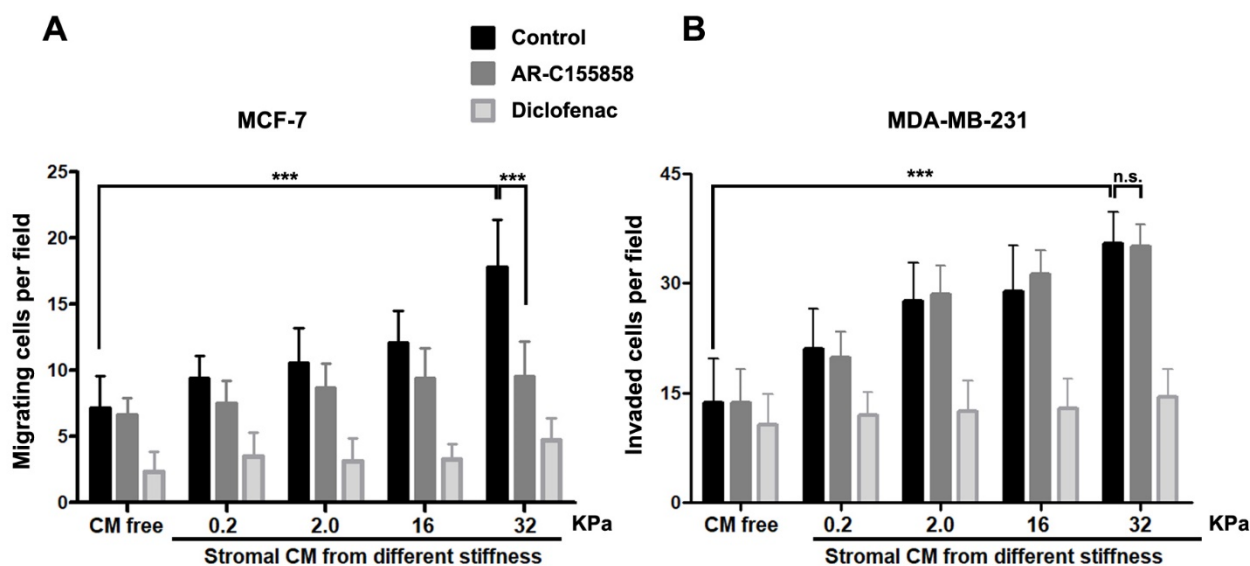 A
B
Control
AR-C155858
Diclofenac
MCF-7
MDA-MB-231
Migrating cells per field
25
20
15
10
5
0
***
***
CM free
0.2
2.0
16
32
KPa
Stromal CM from different stiffness
Invaded cells per field
45
30
15
0
***
n.s.
CM free
0.2
2.0
16
32
KPa
Stromal CM from different stiffness